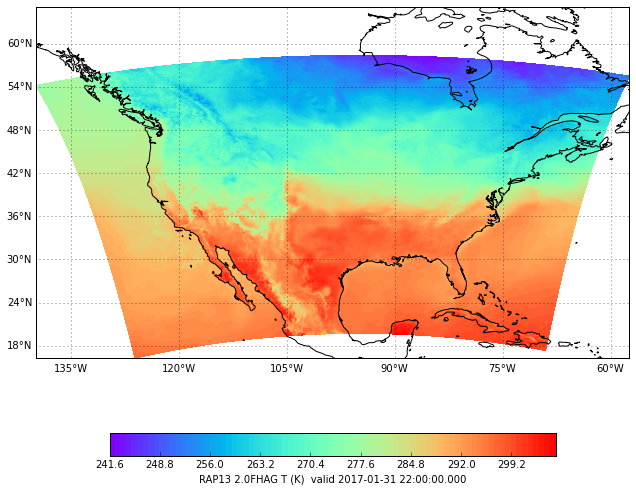 60°N
54°N
48°N
42°N
36°N
30°N
24°N
18°N
135°W 120°W 105°W 90°W 75°W 60°W
241.6 248.8 256.0 263.2 270.4 277.6 284.8 292.0 299.2
RAP13 2.0FHAG T (K) valid 2017-01-31 22:00:00.000